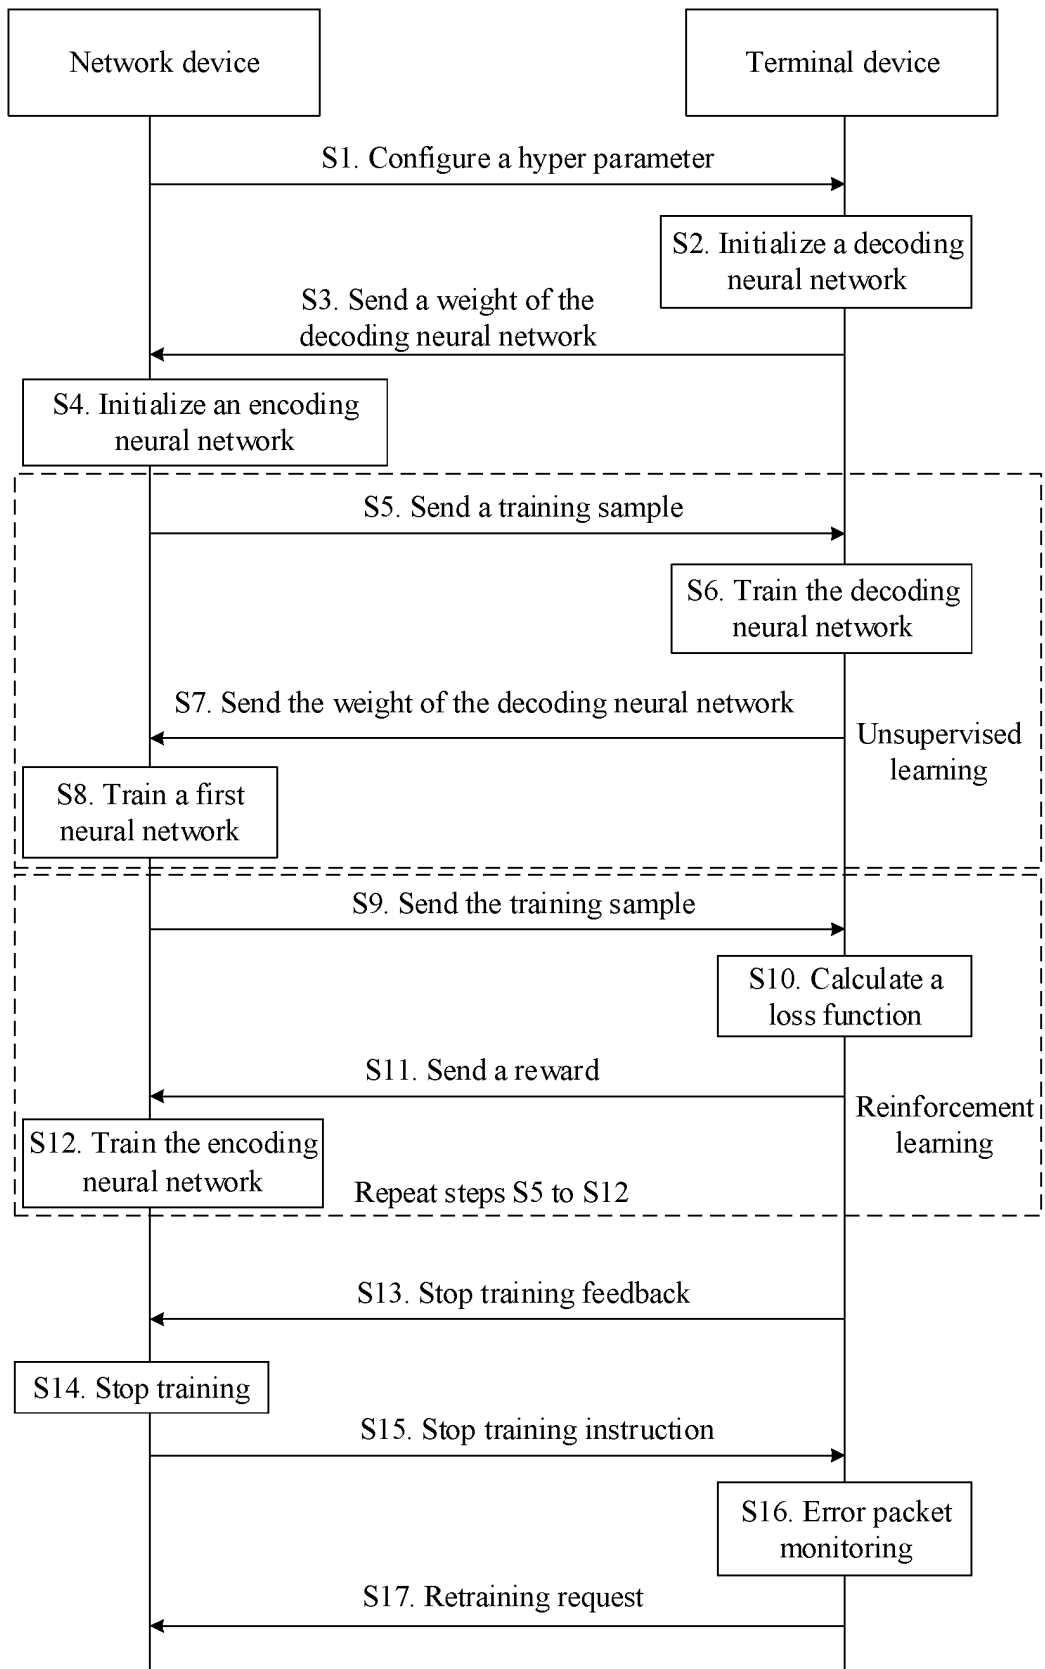 Network device
Terminal device
S1. Configure a hyper parameter
S2. Initialize a decoding
neural network
S3. Send a weight of the
decoding neural network
S4. Initialize an encoding
neural network
S5. Send a training sample
S6. Train the decoding
neural network
S7. Send the weight of the decoding neural network
Unsupervised
learning
S8. Train a first
neural network
S9. Send the training sample
S10. Calculate a
loss function
S11. Send a reward
Reinforcement
learning
S12. Train the encoding
neural network
Repeat steps S5 to S12
S13. Stop training feedback
S14. Stop training
S15. Stop training instruction
S16. Error packet
monitoring
S17. Retraining request